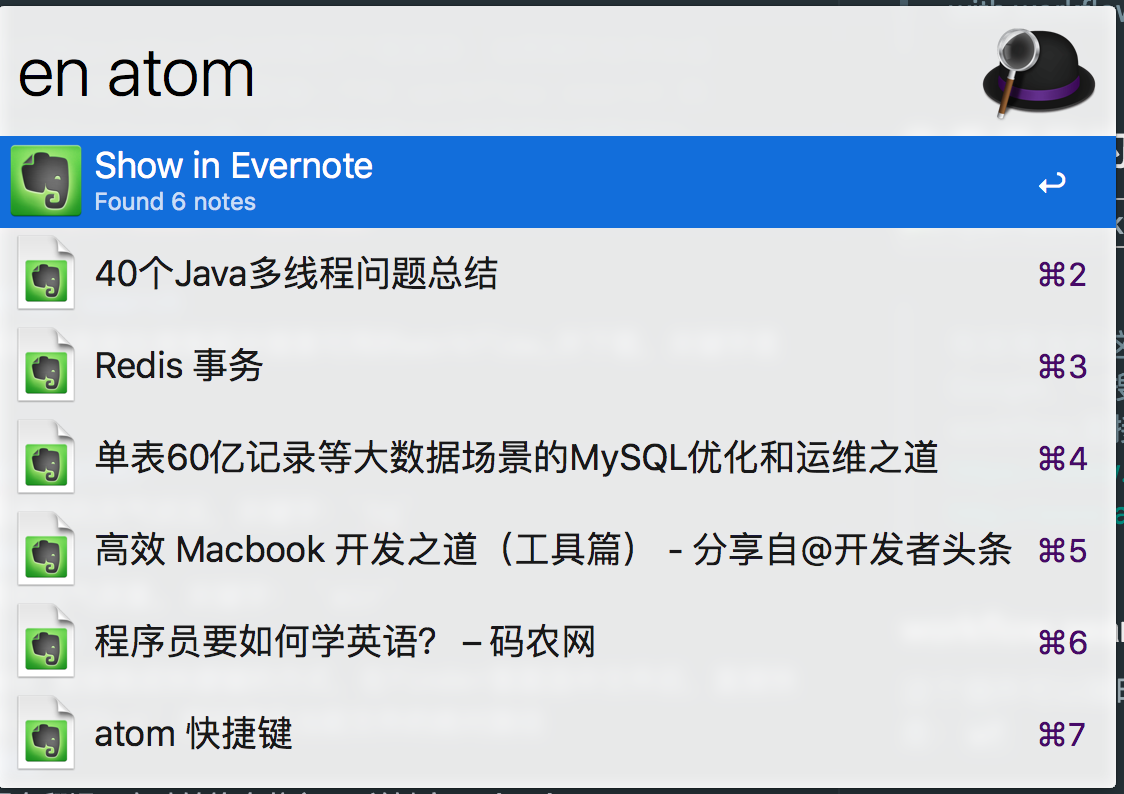 en atom
Show in Evernote
Found 6 notes
40个Java多线程问题总结 ⌘2
Redis 事务 ⌘3
单表60亿记录等大数据场景的MySQL优化和运维之道 ⌘4
高效 Macbook 开发之道（工具篇） - 分享自@开发者头条 ⌘5
程序员要如何学英语？ – 码农网 ⌘6
atom 快捷键 ⌘7